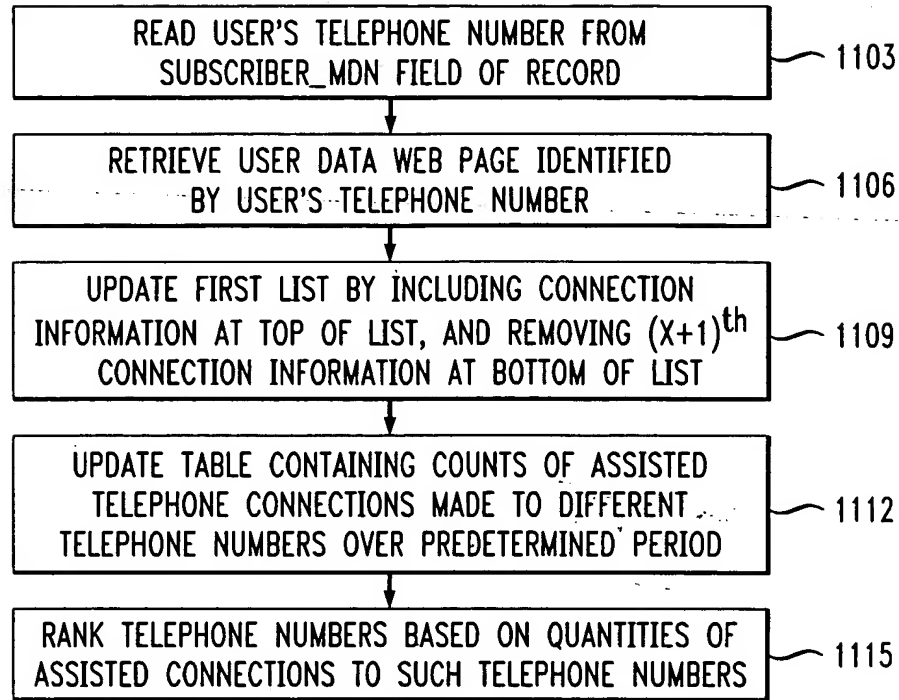 READ USER'S TELEPHONE NUMBER FROM
SUBSCRIBER_MDN FIELD OF RECORD
1103
RETRIEVE USER DATA WEB PAGE IDENTIFIED
BY USER'S TELEPHONE NUMBER
1106
UPDATE FIRST LIST BY INCLUDING CONNECTION
INFORMATION AT TOP OF LIST, AND REMOVING (X+1)th
CONNECTION INFORMATION AT BOTTOM OF LIST
1109
UPDATE TABLE CONTAINING COUNTS OF ASSISTED
TELEPHONE CONNECTIONS MADE TO DIFFERENT
TELEPHONE NUMBERS OVER PREDETERMINED PERIOD
1112
RANK TELEPHONE NUMBERS BASED ON QUANTITIES OF
ASSISTED CONNECTIONS TO SUCH TELEPHONE NUMBERS
1115